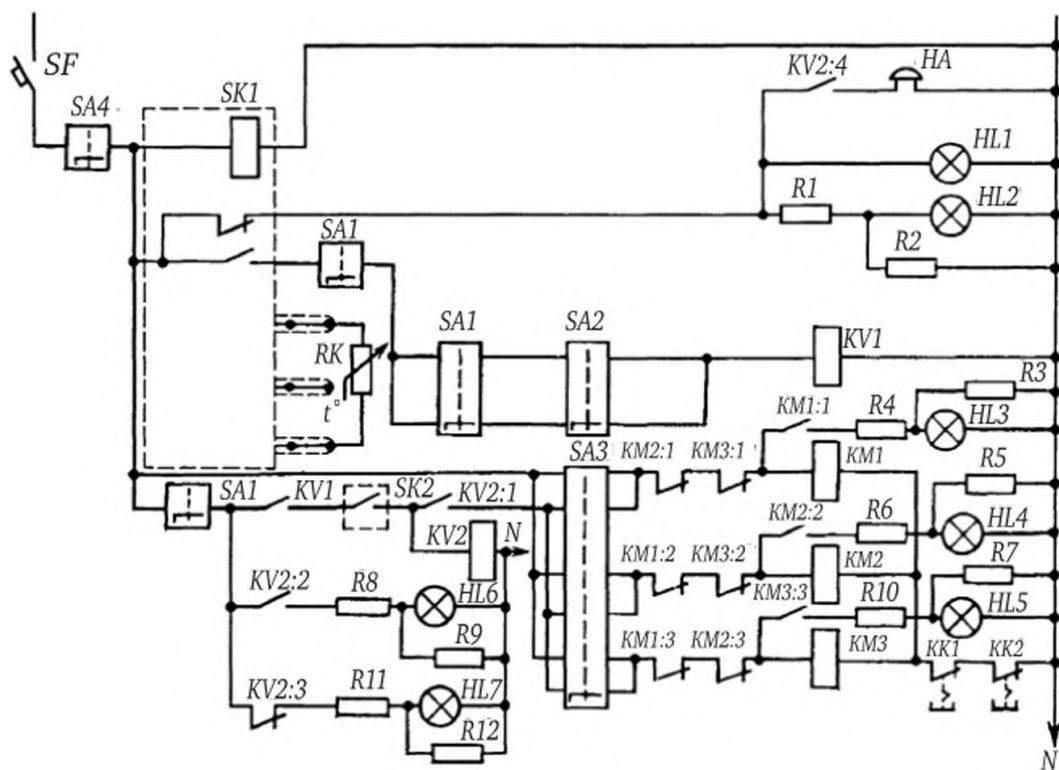 SF
SA4
SK1
KV2:4
HA
HL1
R1
HL2
R2
SA1
RK
t°
SA1
SA2
KV1
R3
KM1:1
R4
HL3
SA3
KM2:1
KM3:1
KM1
R5
SA1
KV1
SK2
KV2:1
KM2:2
R6
HL4
KV2
N
KM1:2
KM3:2
KM2
R7
KV2:2
R8
HL6
KM3:3
R10
HL5
R9
KM1:3
KM2:3
KM3
KK1
KK2
KV2:3
R11
HL7
R12
N